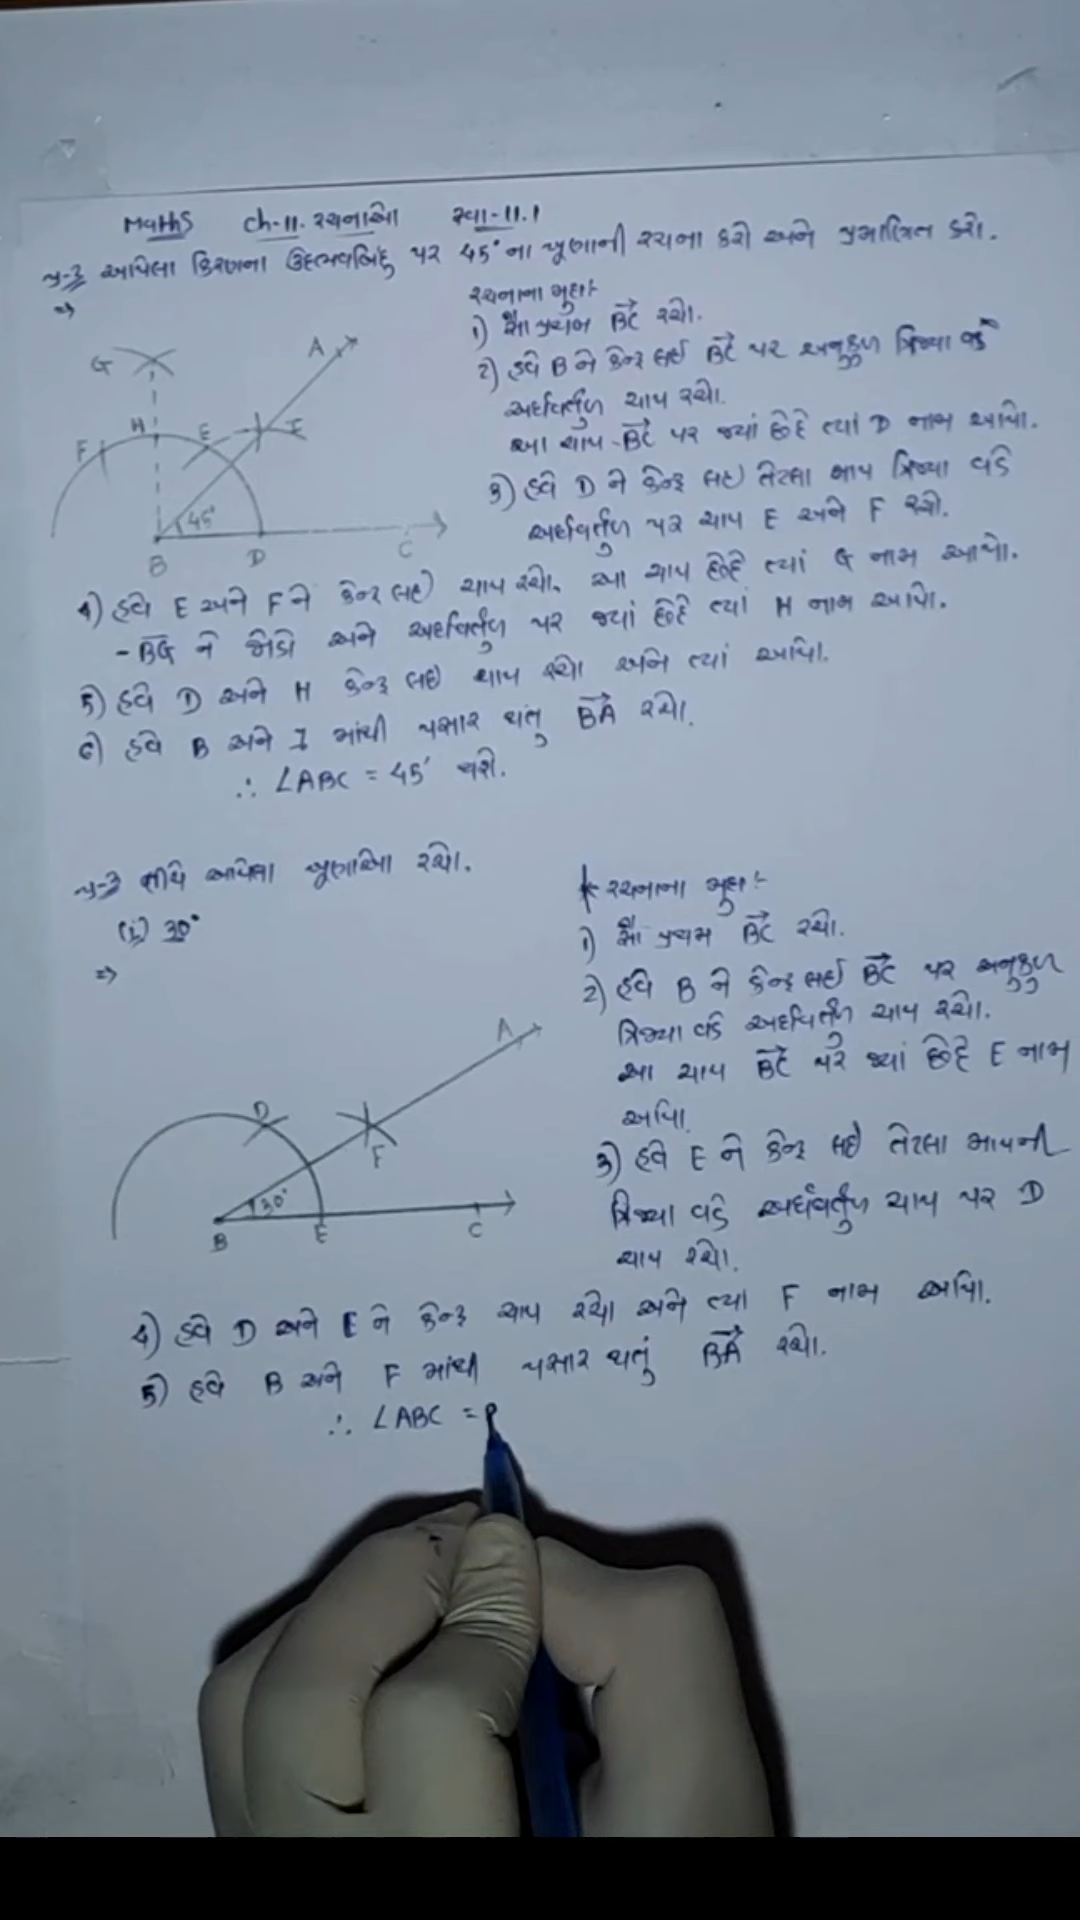 Maths ch-11. રચનાઓ સ્વા-11.1
પ્ર-2 આપેલા કિરણના ઉદ્ભવબિંદુ પર 45° ના ખૂણાની રચના કરો અને પ્રમાણિત કરો.
⇒
G
A
H
E
I
F
45°
B
D
C
રચનાના મુદ્દા:-
1) સૌ પ્રથમ BC રચો.
2) હવે B ને કેન્દ્ર લઈ BC પર અનુકુળ ત્રિજ્યા વડે
અર્ધવર્તુળ ચાપ રચો.
આ ચાપ BC પર જ્યાં છેદે ત્યાં D નામ આપો.
3) હવે D ને કેન્દ્ર લઈ તેટલા માપ ત્રિજ્યા વડે
અર્ધવર્તુળ પર ચાપ E અને F રચો.
4) હવે E અને F ને કેન્દ્ર લઈ ચાપ રચો. આ ચાપ છેદે ત્યાં G નામ આપો.
- BG ને જોડો અને અર્ધવર્તુળ પર જ્યાં છેદે ત્યાં H નામ આપો.
5) હવે D અને H કેન્દ્ર લઈ ચાપ રચો અને ત્યાં આપો.
6) હવે B અને I માંથી પસાર થતુ BA રચો.
∴ ∠ABC = 45° થશે.
પ્ર-3 નીચે આપેલા ખૂણાઓ રચો.
(i) 30°
⇒
A
D
F
30°
B
E
C
* રચનાના મુદ્દા:-
1) સૌ પ્રથમ BC રચો.
2) હવે B ને કેન્દ્ર લઈ BC પર અનુકુળ
ત્રિજ્યા વડે અર્ધવર્તુળ ચાપ રચો.
આ ચાપ BC પર જ્યાં છેદે E નામ
આપો.
3) હવે E ને કેન્દ્ર લઈ તેટલા માપની
ત્રિજ્યા વડે અર્ધવર્તુળ ચાપ પર D
ચાપ રચો.
4) હવે D અને E ને કેન્દ્ર ચાપ રચો અને ત્યાં F નામ આપો.
5) હવે B અને F માંથી પસાર થતું BA રચો.
∴ ∠ABC =